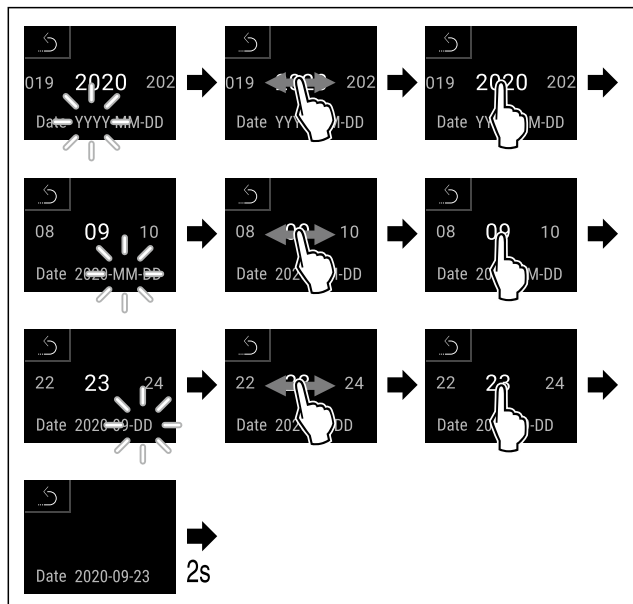 019 2020 202
Date YYYY-MM-DD
019 202
Date YY M-DD
019 2020 202
Date YY M-DD
08 09 10
Date 2020-MM-DD
08 09 10
Date 202 M-DD
08 09 10
Date 20 M-DD
22 23 24
Date 2020-09-DD
22 23 24
Date 202 DD
22 23 24
Date 20 -DD
Date 2020-09-23
2s